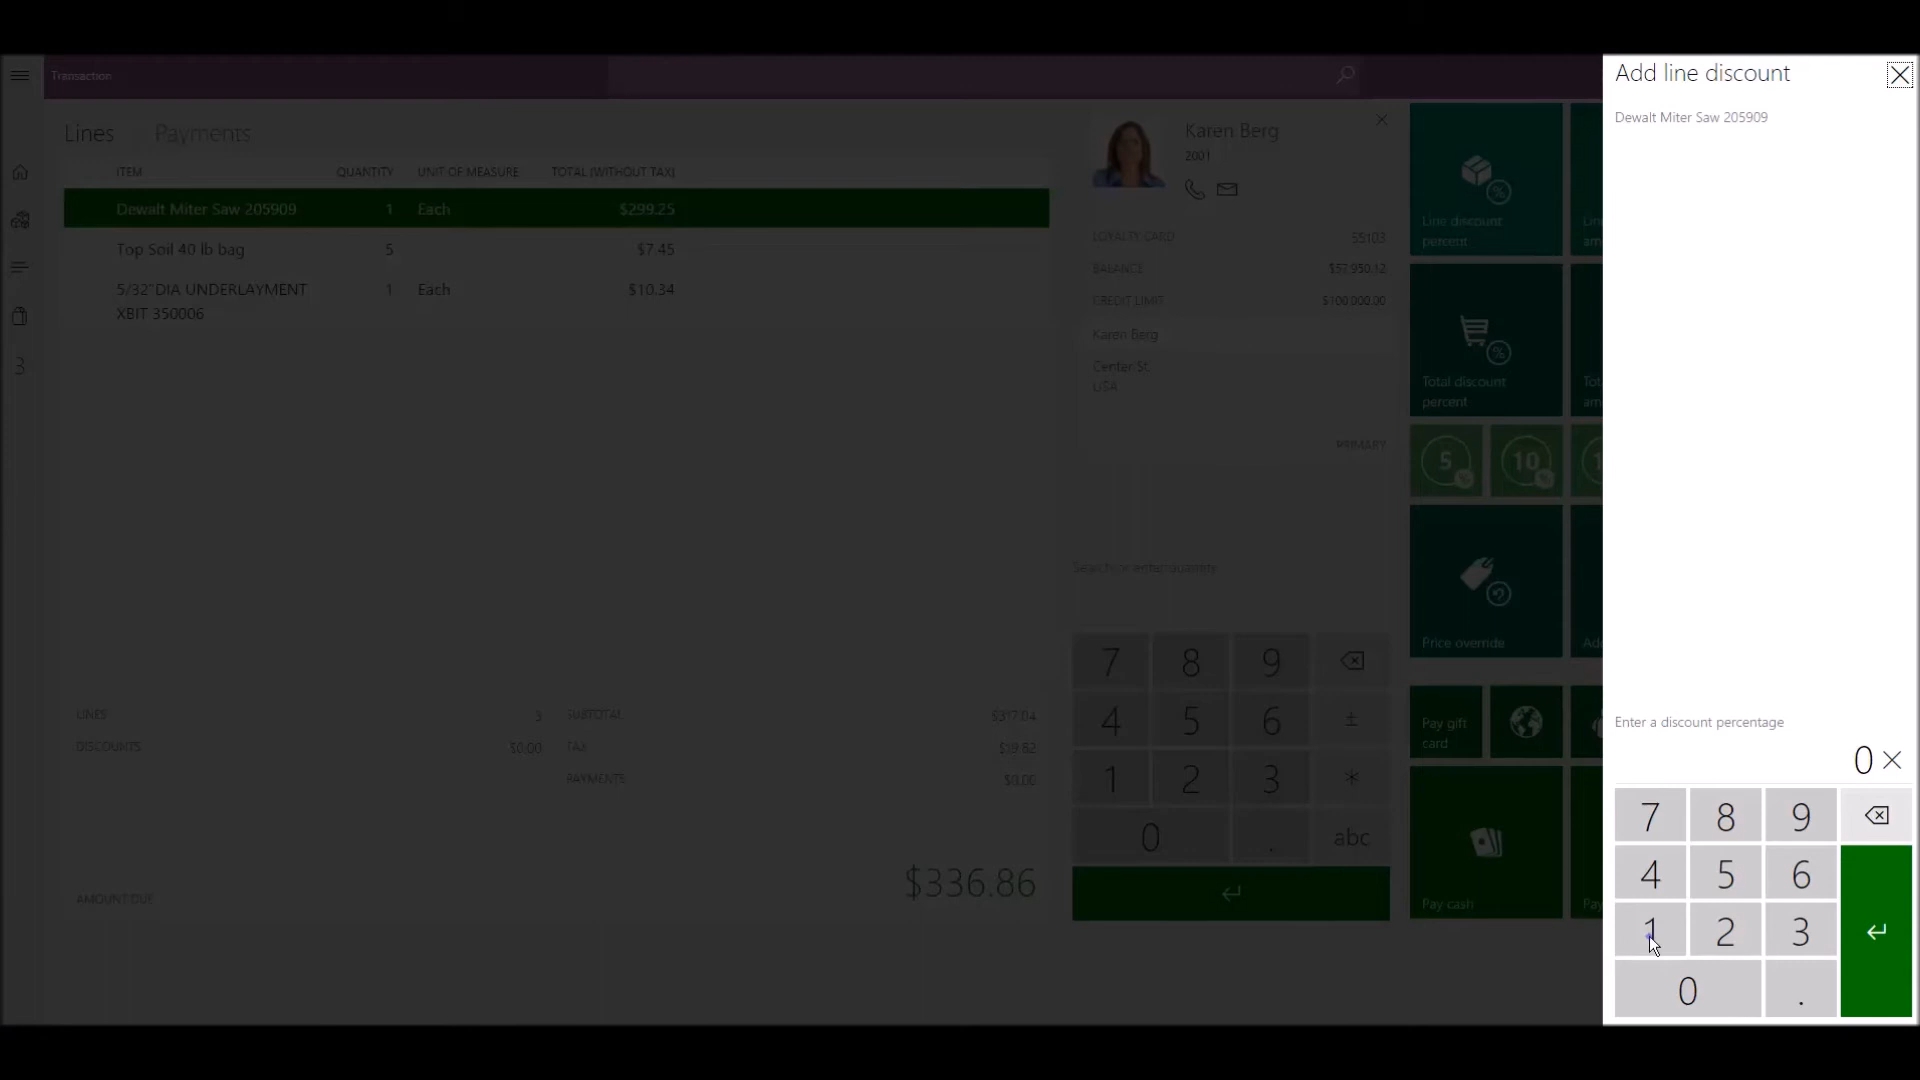 Transaction
Add line discount
Dewalt Miter Saw 205909
Lines Payments
ITEM QUANTITY UNIT OF MEASURE TOTAL (WITHOUT TAX)
Dewalt Miter Saw 205909 1 Each $299.25
Top Soil 40 lb bag 5 $7.45
5/32"DIA UNDERLAYMENT 1 Each $10.34
XBIT 350006
3
Karen Berg
2001
LOYALTY CARD 55103
BALANCE $57,950.12
CREDIT LIMIT $100,000.00
Karen Berg
Center St.
USA
PRIMARY
Search or enter quantity
7 8 9
4 5 6 ±
1 2 3 *
0 . abc
LINES 3 SUBTOTAL $317.04
DISCOUNTS $0.00 TAX $19.82
PAYMENTS $0.00
AMOUNT DUE $336.86
Line discount
percent
Total discount
percent
5 10
Price override
Pay gift
card
Pay cash
Pay
Enter a discount percentage
0
7 8 9
4 5 6
1 2 3
0 .